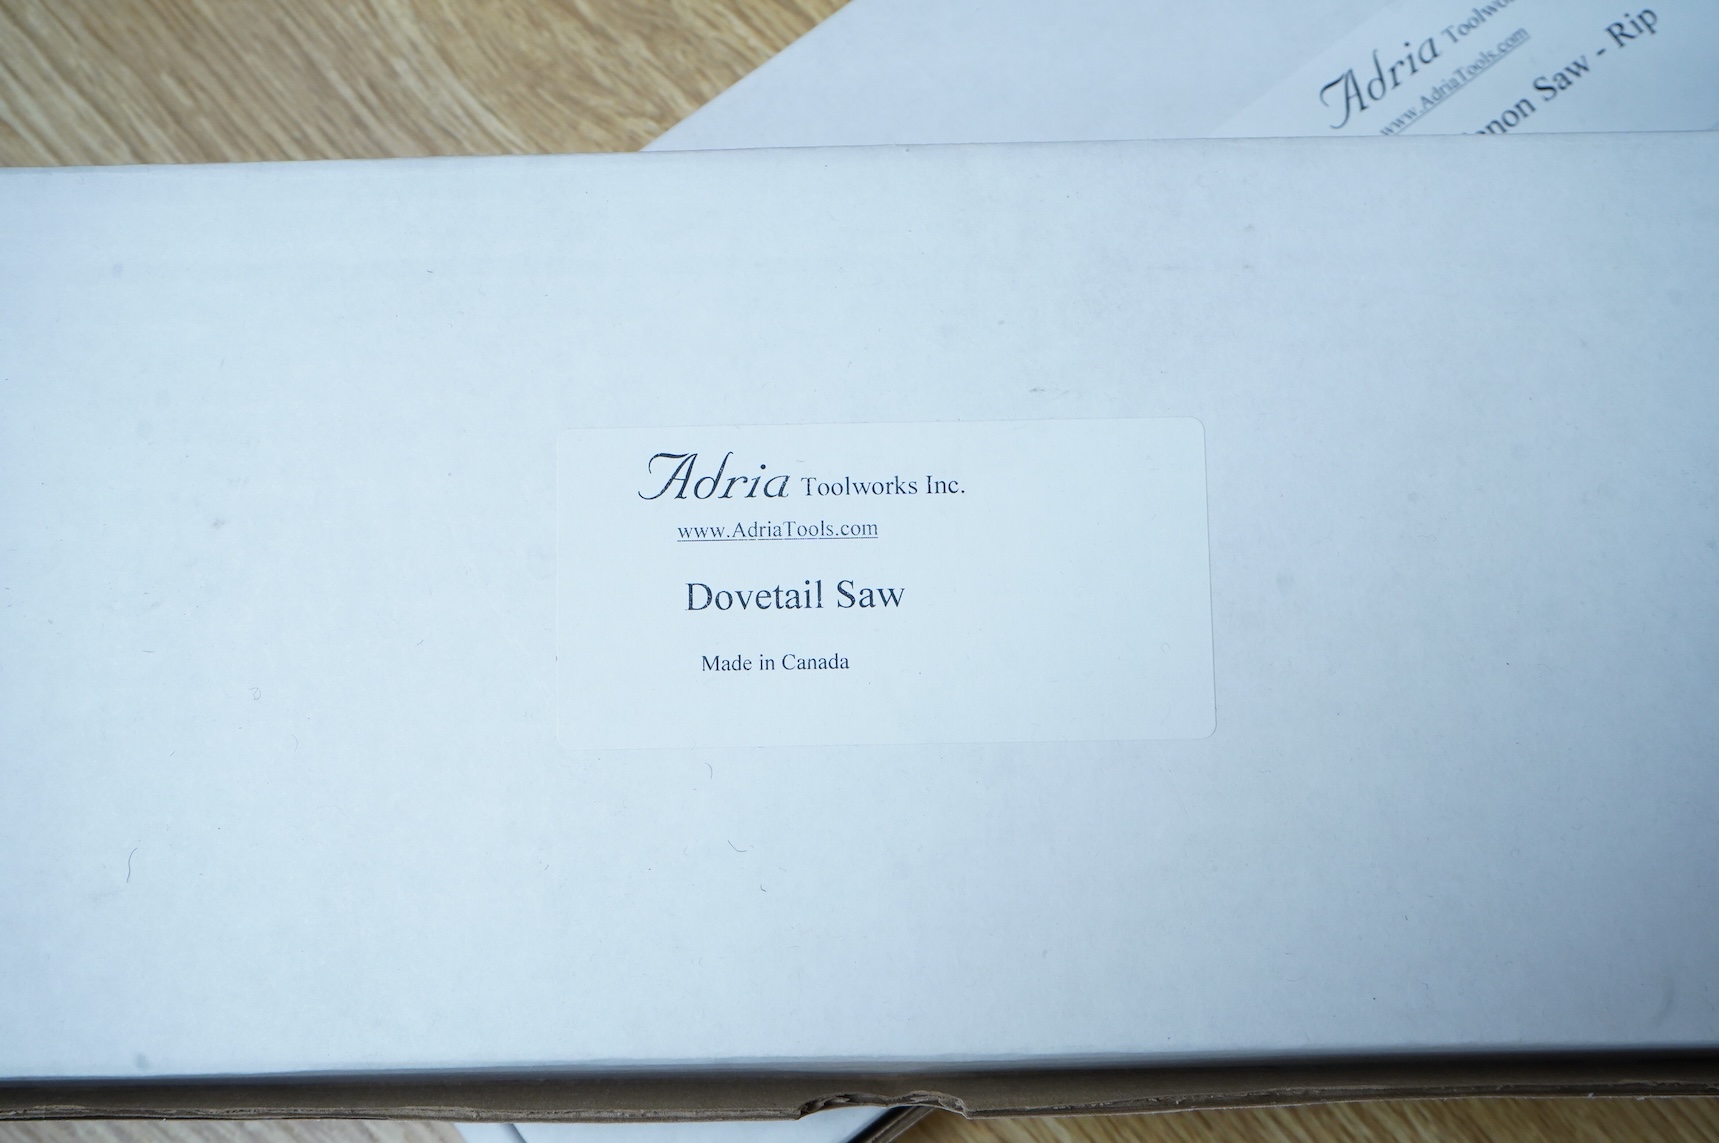 Adria Toolworks Inc.
www.AdriaTools.com
Dovetail Saw
Made in Canada
Adria
www.AdriaTools.com
Saw - Rip